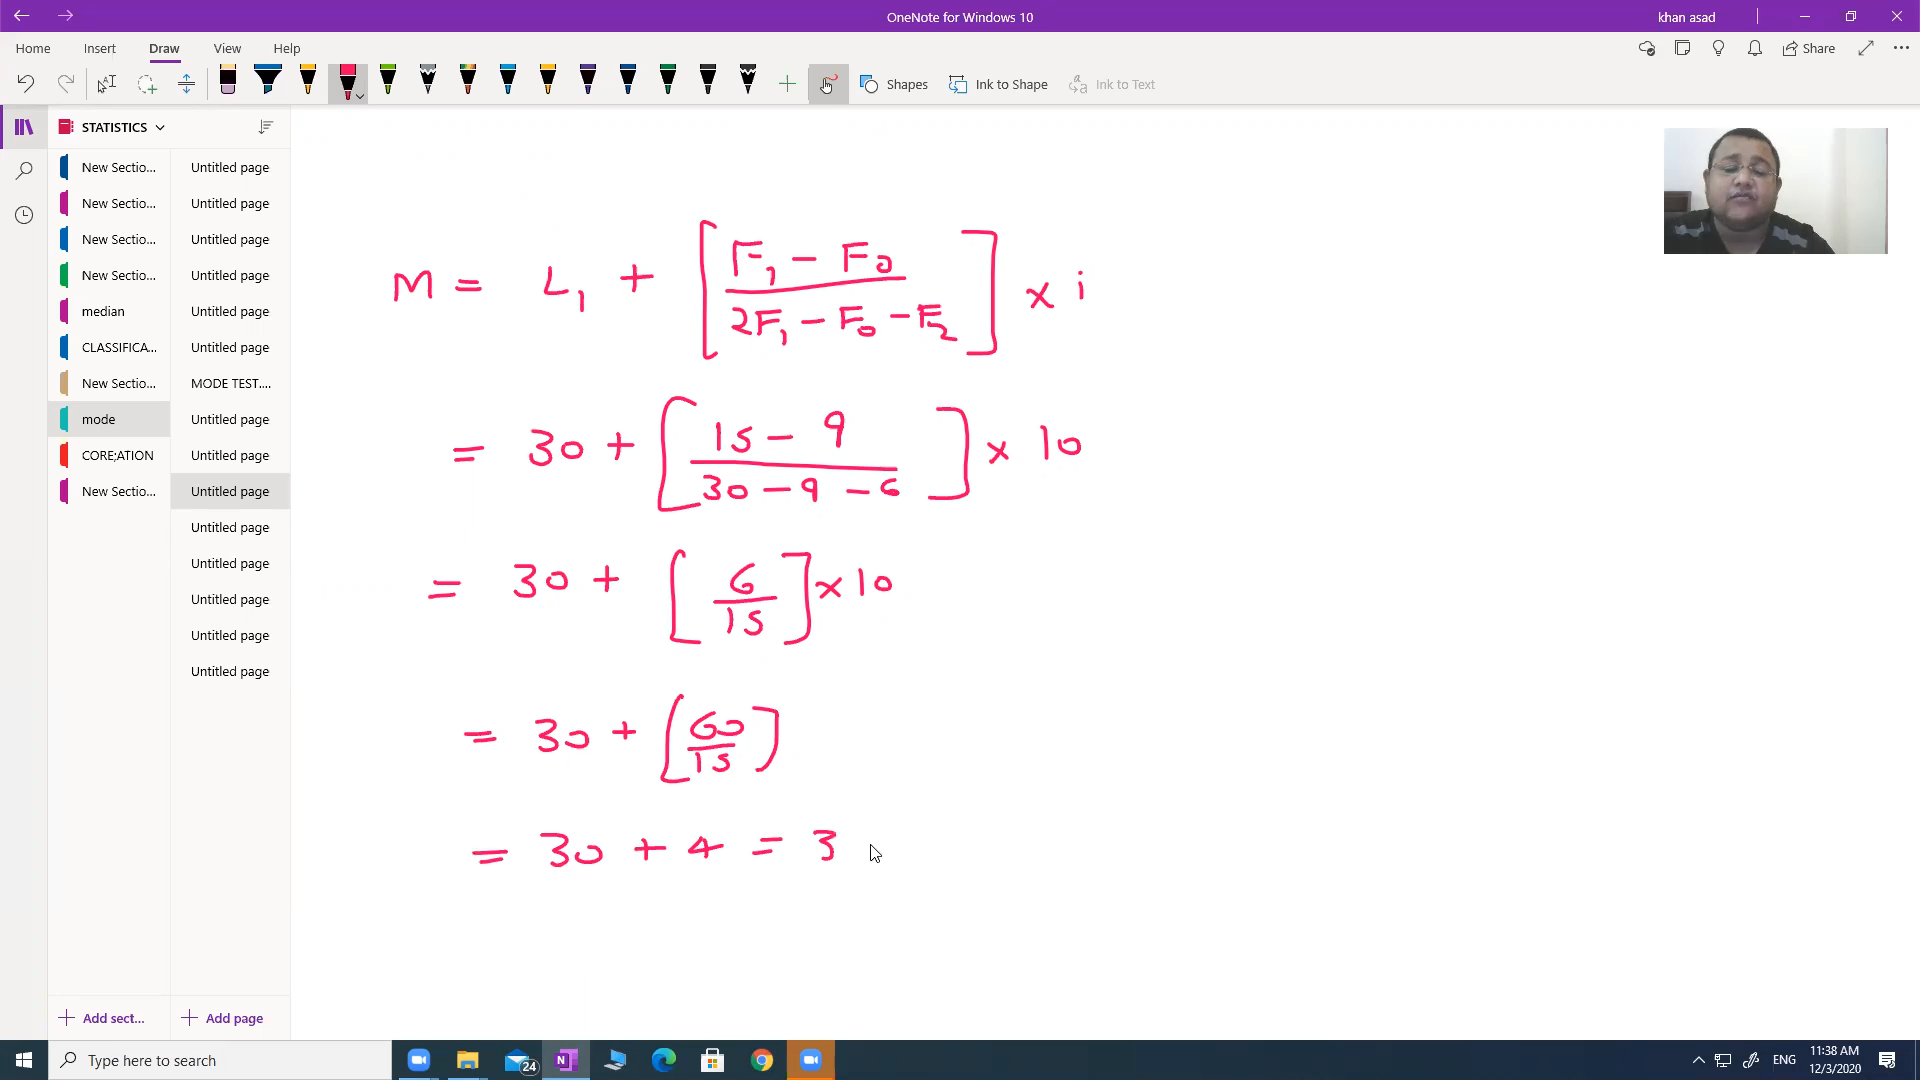 OneNote for Windows 10
khan asad
Home Insert Draw View Help
Share
Shapes Ink to Shape Ink to Text
STATISTICS
New Sectio... Untitled page
New Sectio... Untitled page
New Sectio... Untitled page
New Sectio... Untitled page
median Untitled page
CLASSIFICA... Untitled page
New Sectio... MODE TEST....
mode Untitled page
CORE;ATION Untitled page
New Sectio... Untitled page
Untitled page
Untitled page
Untitled page
Untitled page
Untitled page
M = L₁ + [ F₁ - F₀ / 2F₁ - F₀ - F₂ ] x i
= 30 + [ 15 - 9 / 30 - 9 - 6 ] x 10
= 30 + [ 6 / 15 ] x 10
= 30 + [ 60 / 15 ]
= 30 + 4 = 3
Add sect... Add page
Type here to search
24
N
ENG
11:38 AM
12/3/2020